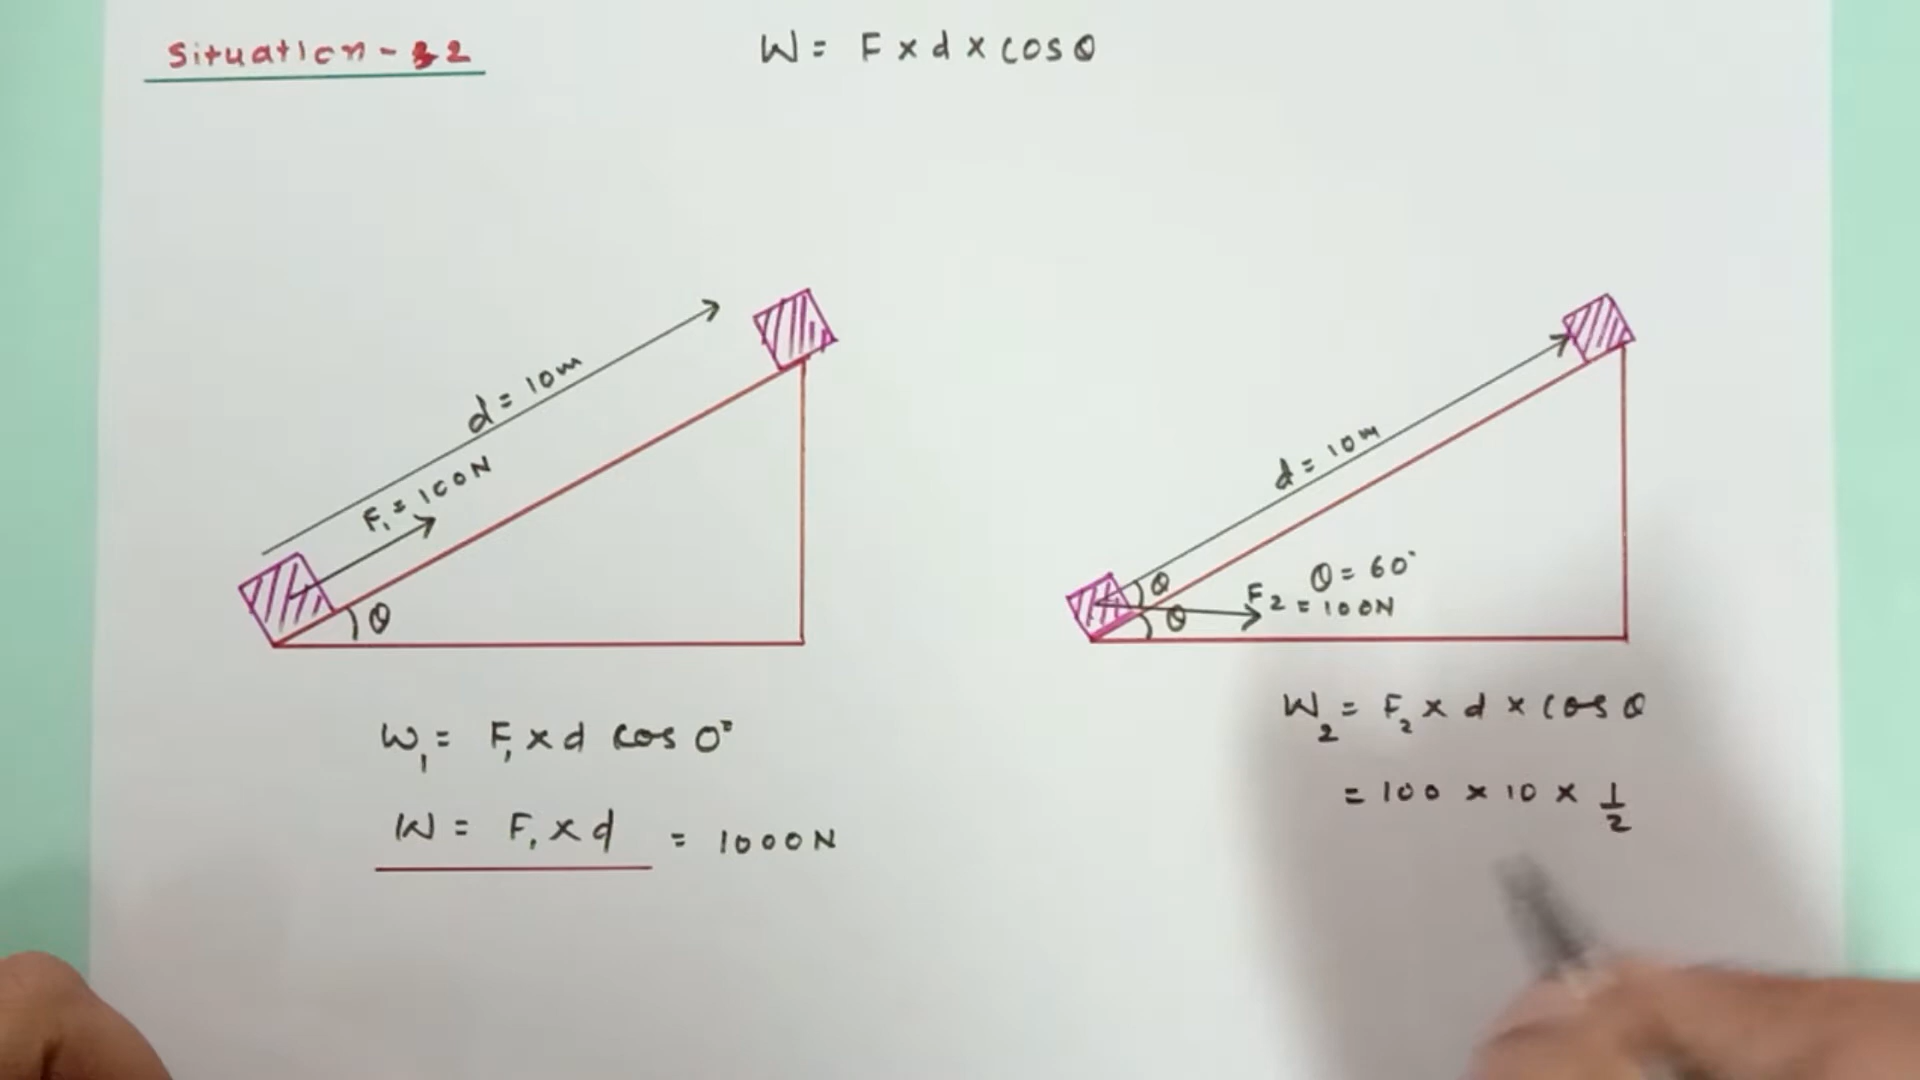 Situation - 2
W = F × d × cos θ
d = 10m
F₁ = 100N
θ
W₁ = F₁ × d cos 0°
W = F₁ × d = 1000N
d = 10m
θ
θ = 60°
F₂ = 100N
θ
W₂ = F₂ × d × cos θ
= 100 × 10 × 1/2